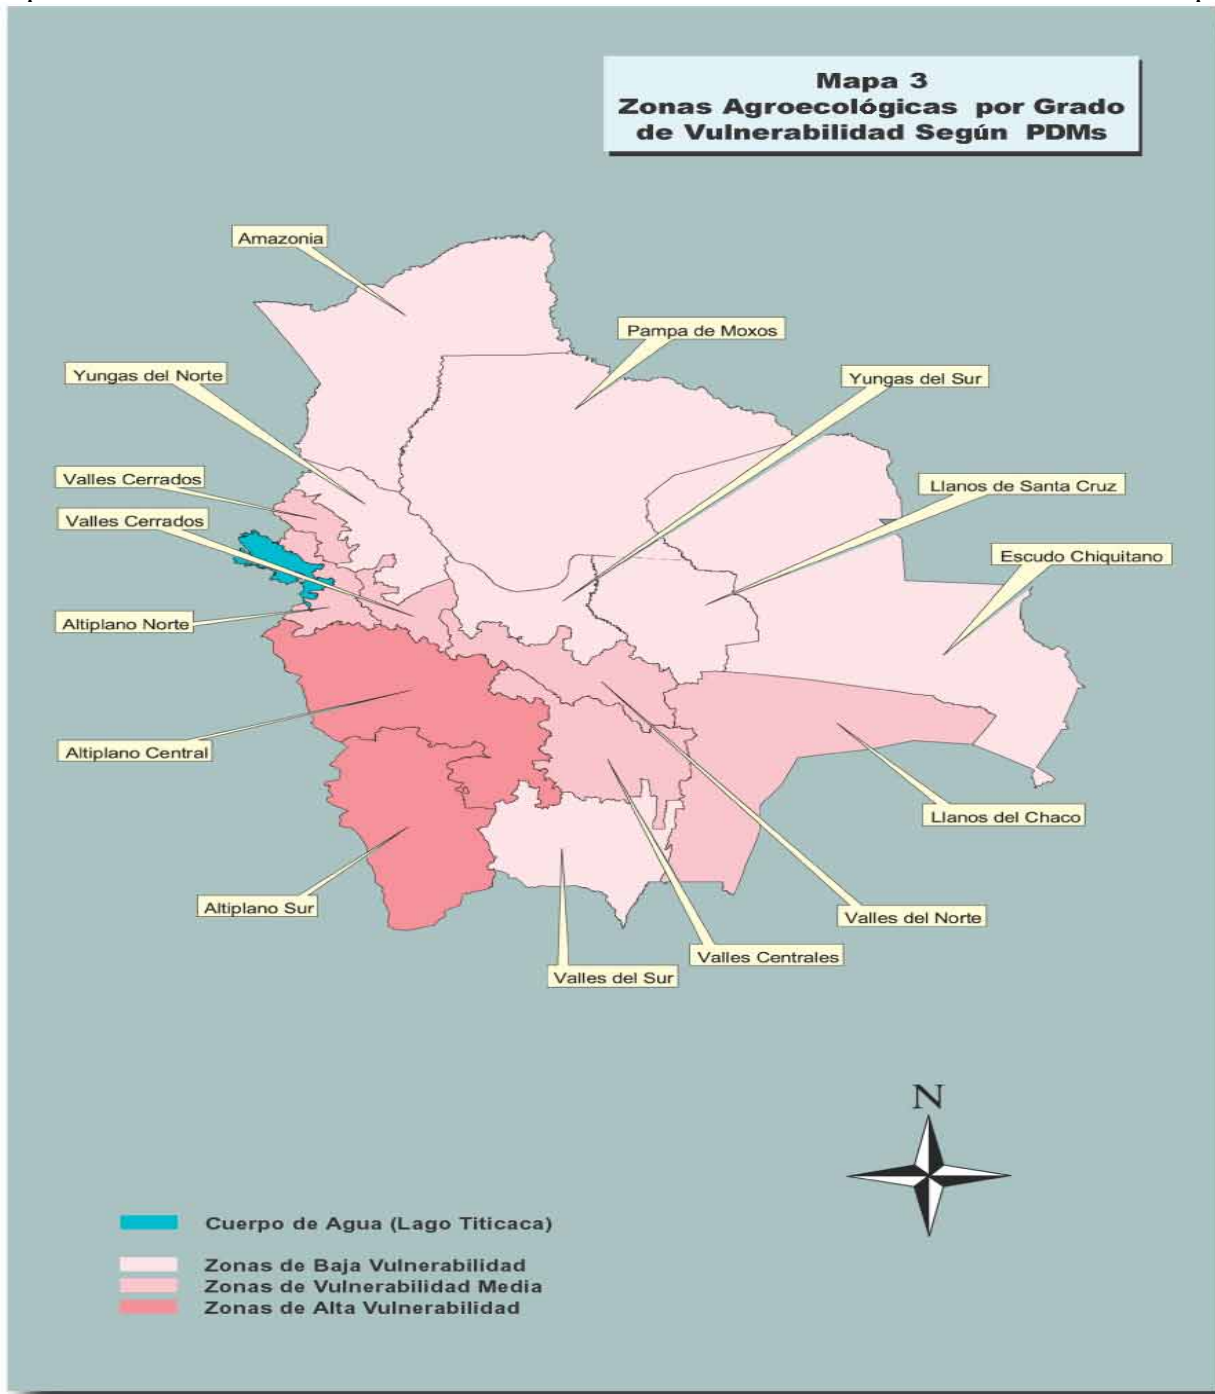 Mapa 3
Zonas Agroecológicas por Grado
de Vulnerabilidad Según PDMs
Amazonia
Pampa de Moxos
Yungas del Norte
Yungas del Sur
Valles Cerrados
Llanos de Santa Cruz
Valles Cerrados
Escudo Chiquitano
Altiplano Norte
Altiplano Central
Llanos del Chaco
Altiplano Sur
Valles del Norte
Valles Centrales
Valles del Sur
N
Cuerpo de Agua (Lago Titicaca)
Zonas de Baja Vulnerabilidad
Zonas de Vulnerabilidad Media
Zonas de Alta Vulnerabilidad